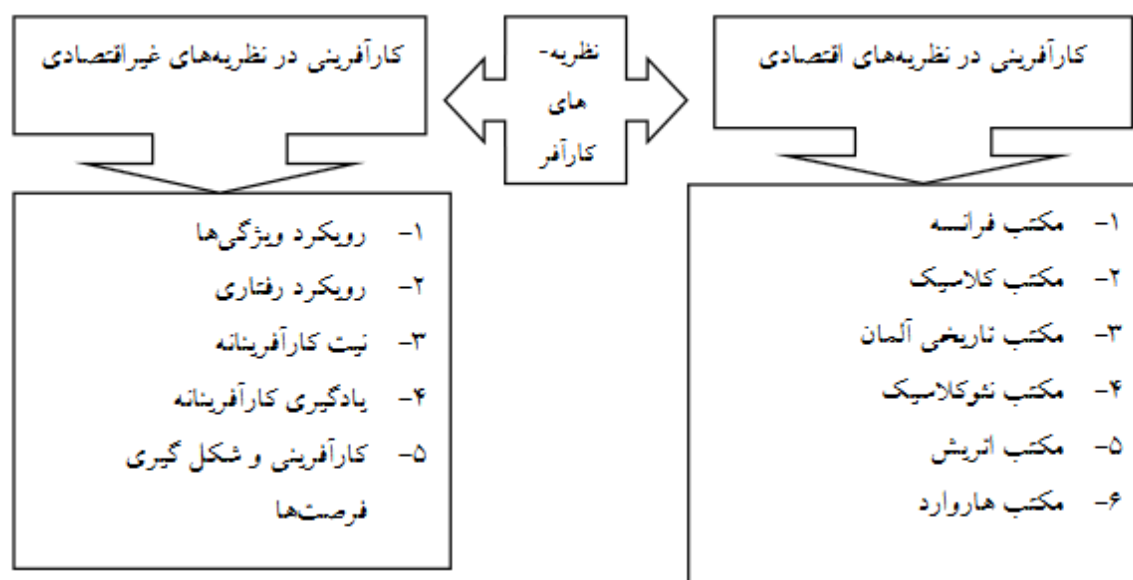 کارآفرینی در نظریه‌های اقتصادی
نظریه-
های
کارآفر
کارآفرینی در نظریه‌های غیراقتصادی
۱- مکتب فرانسه
۲- مکتب کلاسیک
۳- مکتب تاریخی آلمان
۴- مکتب نئوکلاسیک
۵- مکتب اتریش
۶- مکتب هاروارد
۱- رویکرد ویژگی‌ها
۲- رویکرد رفتاری
۳- نیت کارآفرینانه
۴- یادگیری کارآفرینانه
۵- کارآفرینی و شکل گیری
فرصت‌ها